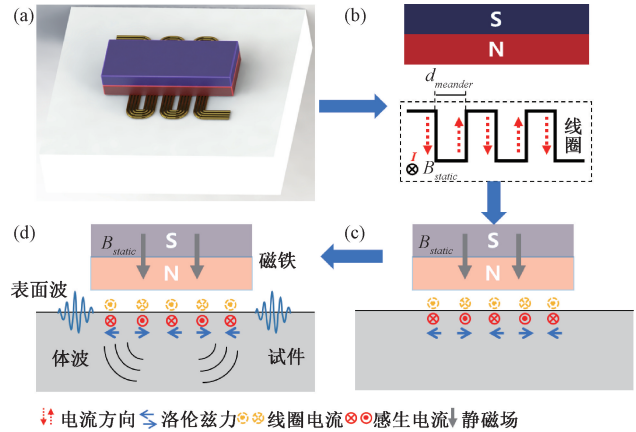 (a)
(b)
S
N
d_meander
线圈
I
B_static
(d)
B_static
S
N
磁铁
表面波
体波
试件
(c)
B_static
S
N
电流方向 洛伦兹力 线圈电流 感生电流 静磁场